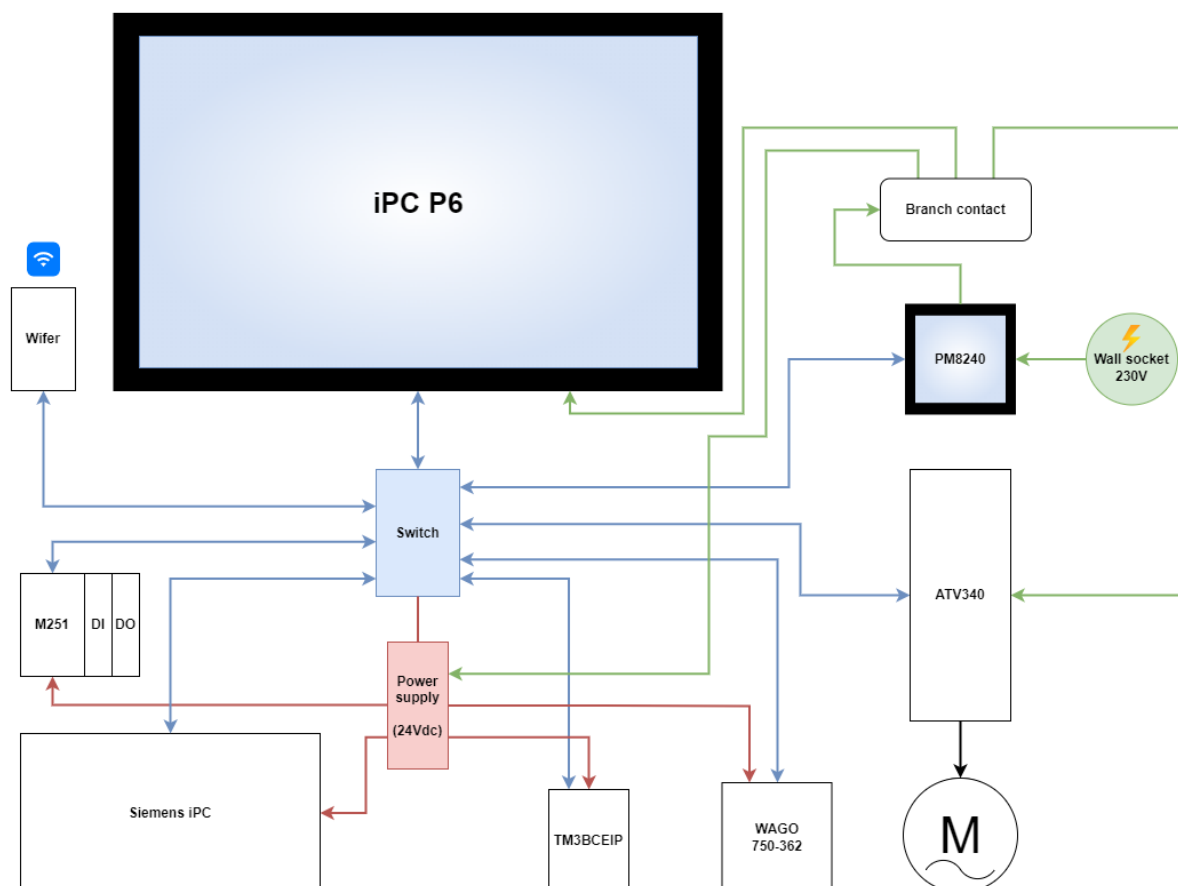 iPC P6
Branch contact
Wifer
PM8240
Wall socket
230V
Switch
ATV340
M251
DI
DO
Power
supply
(24Vdc)
Siemens iPC
TM3BCEIP
WAGO
750-362
M